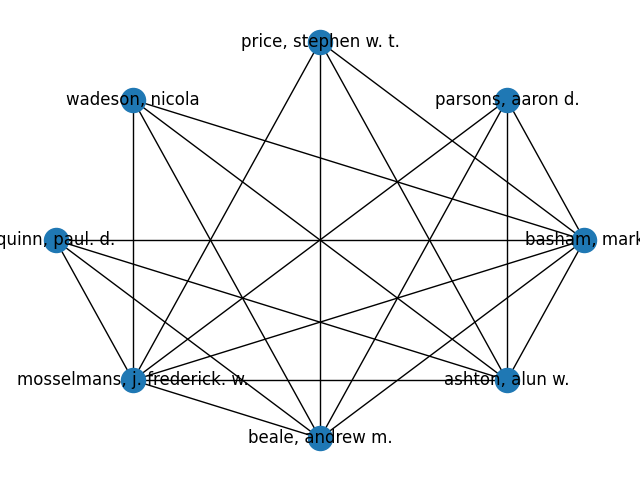 price, stephen w. t.
wadeson, nicola
parsons, aaron d.
quinn, paul. d.
basham, mark
mosselmans, j. frederick. w.
ashton, alun w.
beale, andrew m.